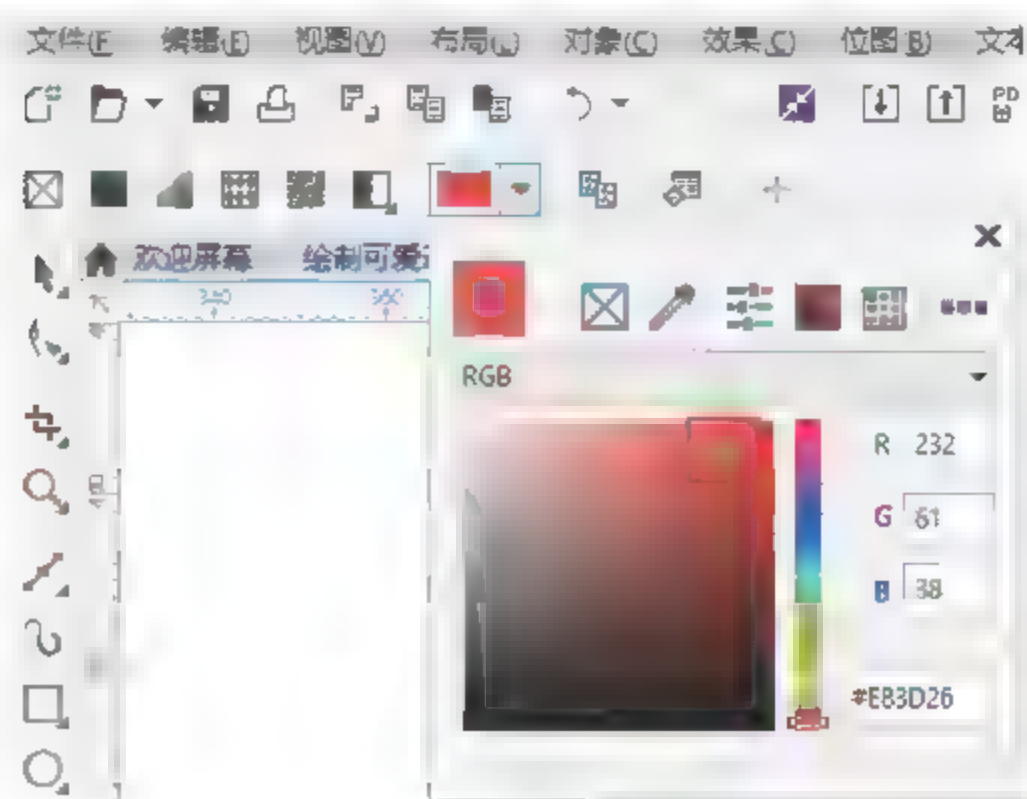 文件(F 编辑(E) 视图(V) 布局(L) 对象(C) 效果(C) 位图(B) 文本
PD
欢迎屏幕 绘制可爱
RGB
R 232
G 61
B 38
#E83D26